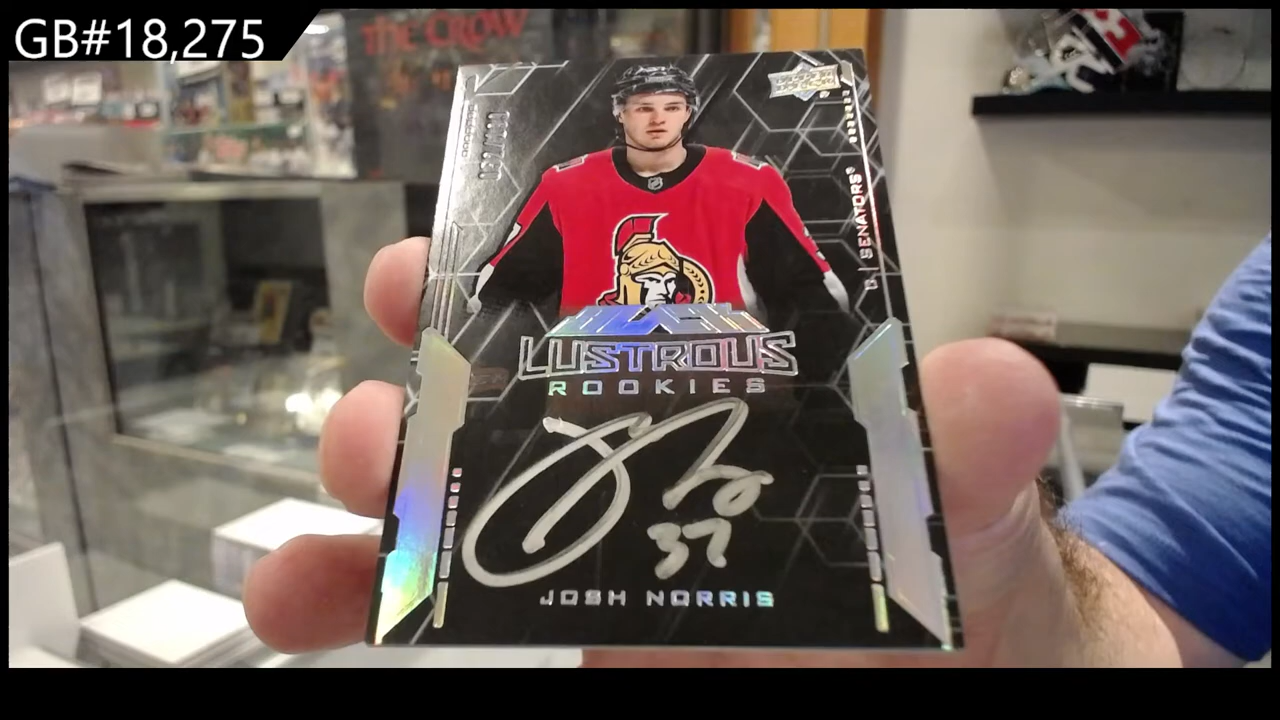 GB#18,275
THE CROW
UPPER DECK
C | SENATORS
LUSTROUS
ROOKIES
37
JOSH NORRIS